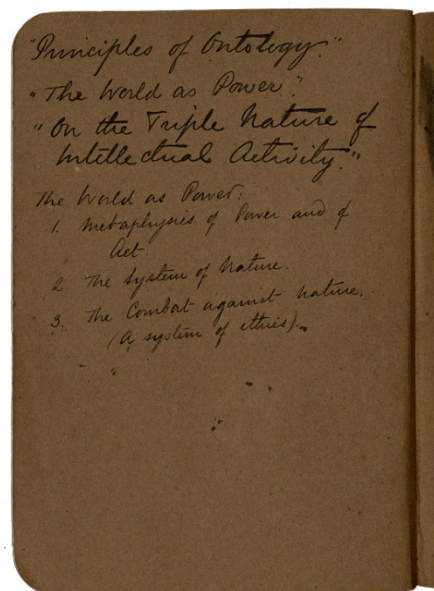 "Principles of Ontology."
"The World as Power".
"On the Triple Nature of
Intellectual Activity."
The World as Power:
1. Metaphysics of Power and of
Act.
2. The System of Nature.
3. The Combat against nature.
(A system of ethics).